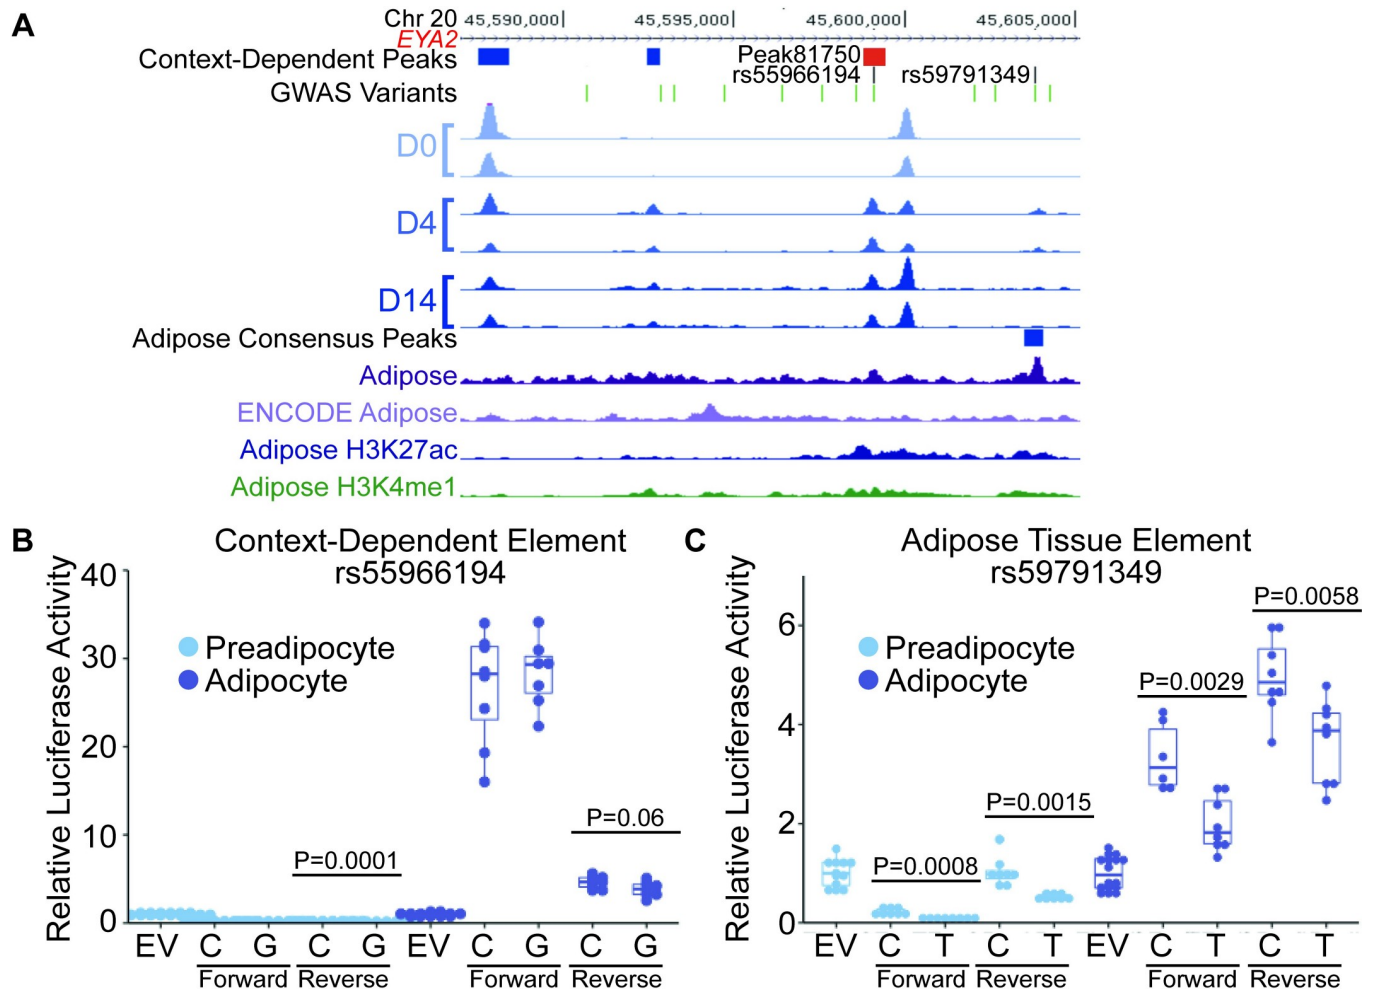 A
Chr 20 45,590,000| 45,595,000| 45,600,000| 45,605,000|
EYA2
Context-Dependent Peaks Peak81750
rs55966194 rs59791349
GWAS Variants
D0
D4
D14
Adipose Consensus Peaks
Adipose
ENCODE Adipose
Adipose H3K27ac
Adipose H3K4me1
B
Context-Dependent Element
rs55966194
Relative Luciferase Activity
40
30
20
10
0
Preadipocyte
Adipocyte
P=0.0001
P=0.06
EV C G C G EV C G C G
Forward Reverse Forward Reverse
C
Adipose Tissue Element
rs59791349
Relative Luciferase Activity
6
4
2
0
Preadipocyte
Adipocyte
P=0.0058
P=0.0029
P=0.0015
P=0.0008
EV C T C T EV C T C T
Forward Reverse Forward Reverse